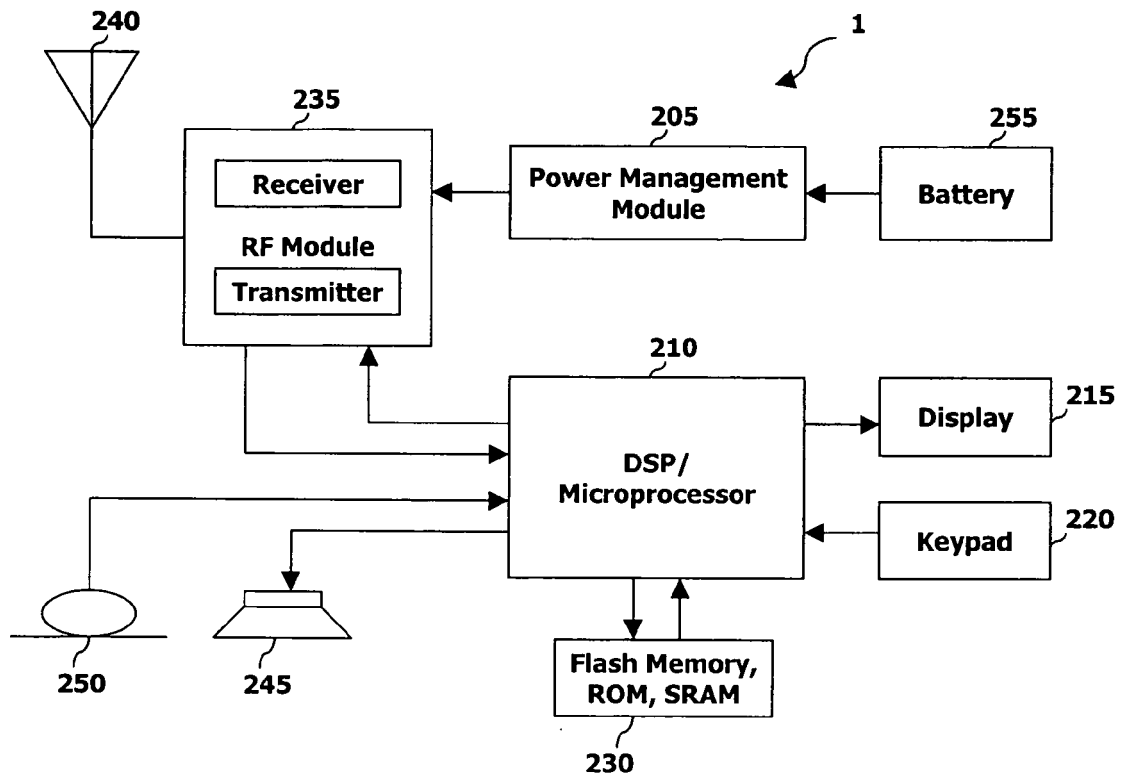 240
1
235
205
255
Receiver
RF Module
Transmitter
Power Management
Module
Battery
210
DSP/
Microprocessor
Display
215
Keypad
220
250
245
Flash Memory,
ROM, SRAM
230